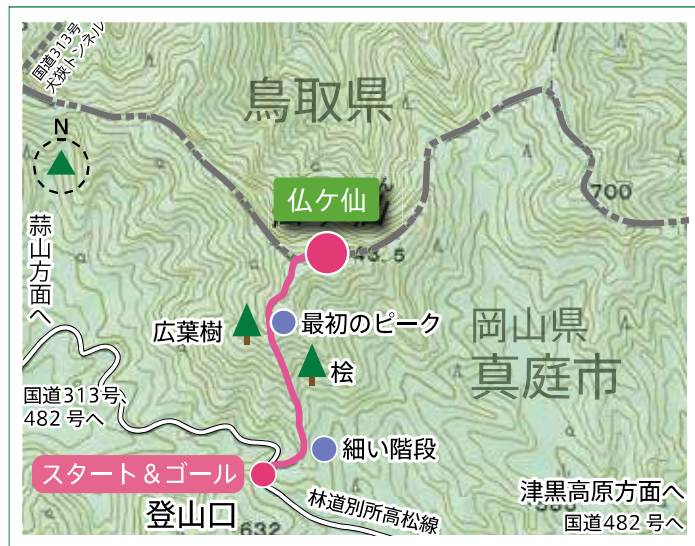 国道313号
犬狭トンネル
鳥取県
N
仏ケ仙
700
43.5
蒜山方面へ
広葉樹
最初のピーク
岡山県
真庭市
桧
国道313号、
482 号へ
細い階段
スタート＆ゴール
登山口
林道別所高松線
津黒高原方面へ
国道482 号へ
632